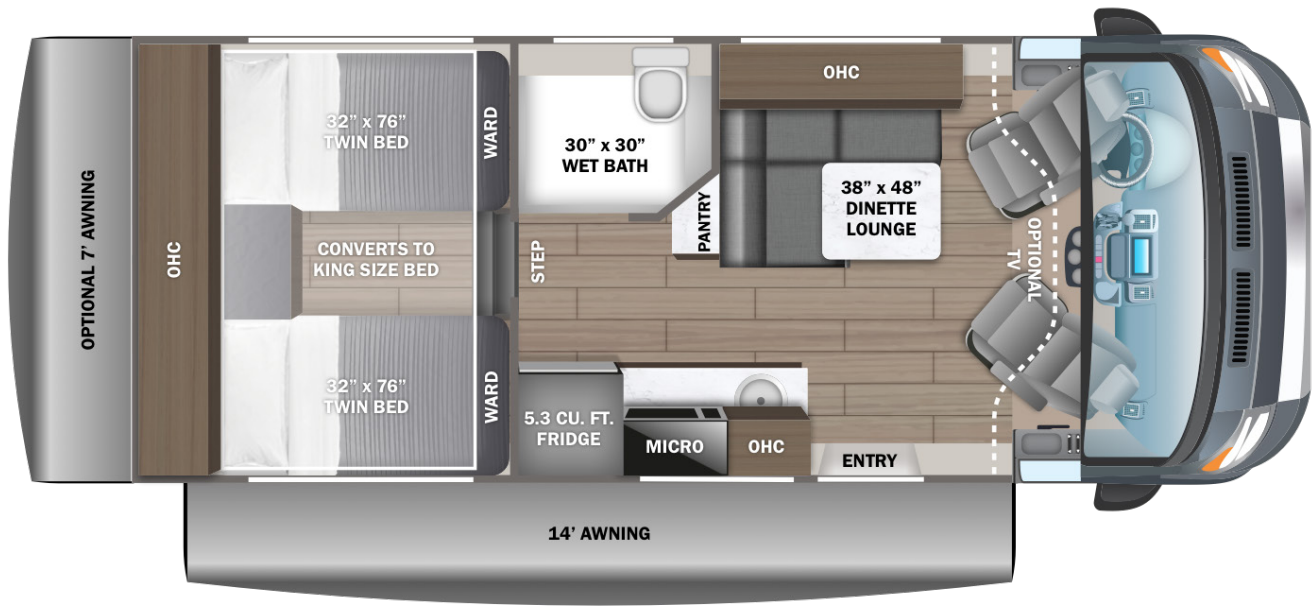 OPTIONAL 7’ AWNING
OHC
32” x 76”
TWIN BED
WARD
CONVERTS TO
KING SIZE BED
32” x 76”
TWIN BED
WARD
STEP
30” x 30”
WET BATH
PANTRY
OHC
38” x 48”
DINETTE
LOUNGE
OPTIONAL
TV
5.3 CU. FT.
FRIDGE
MICRO
OHC
ENTRY
14’ AWNING